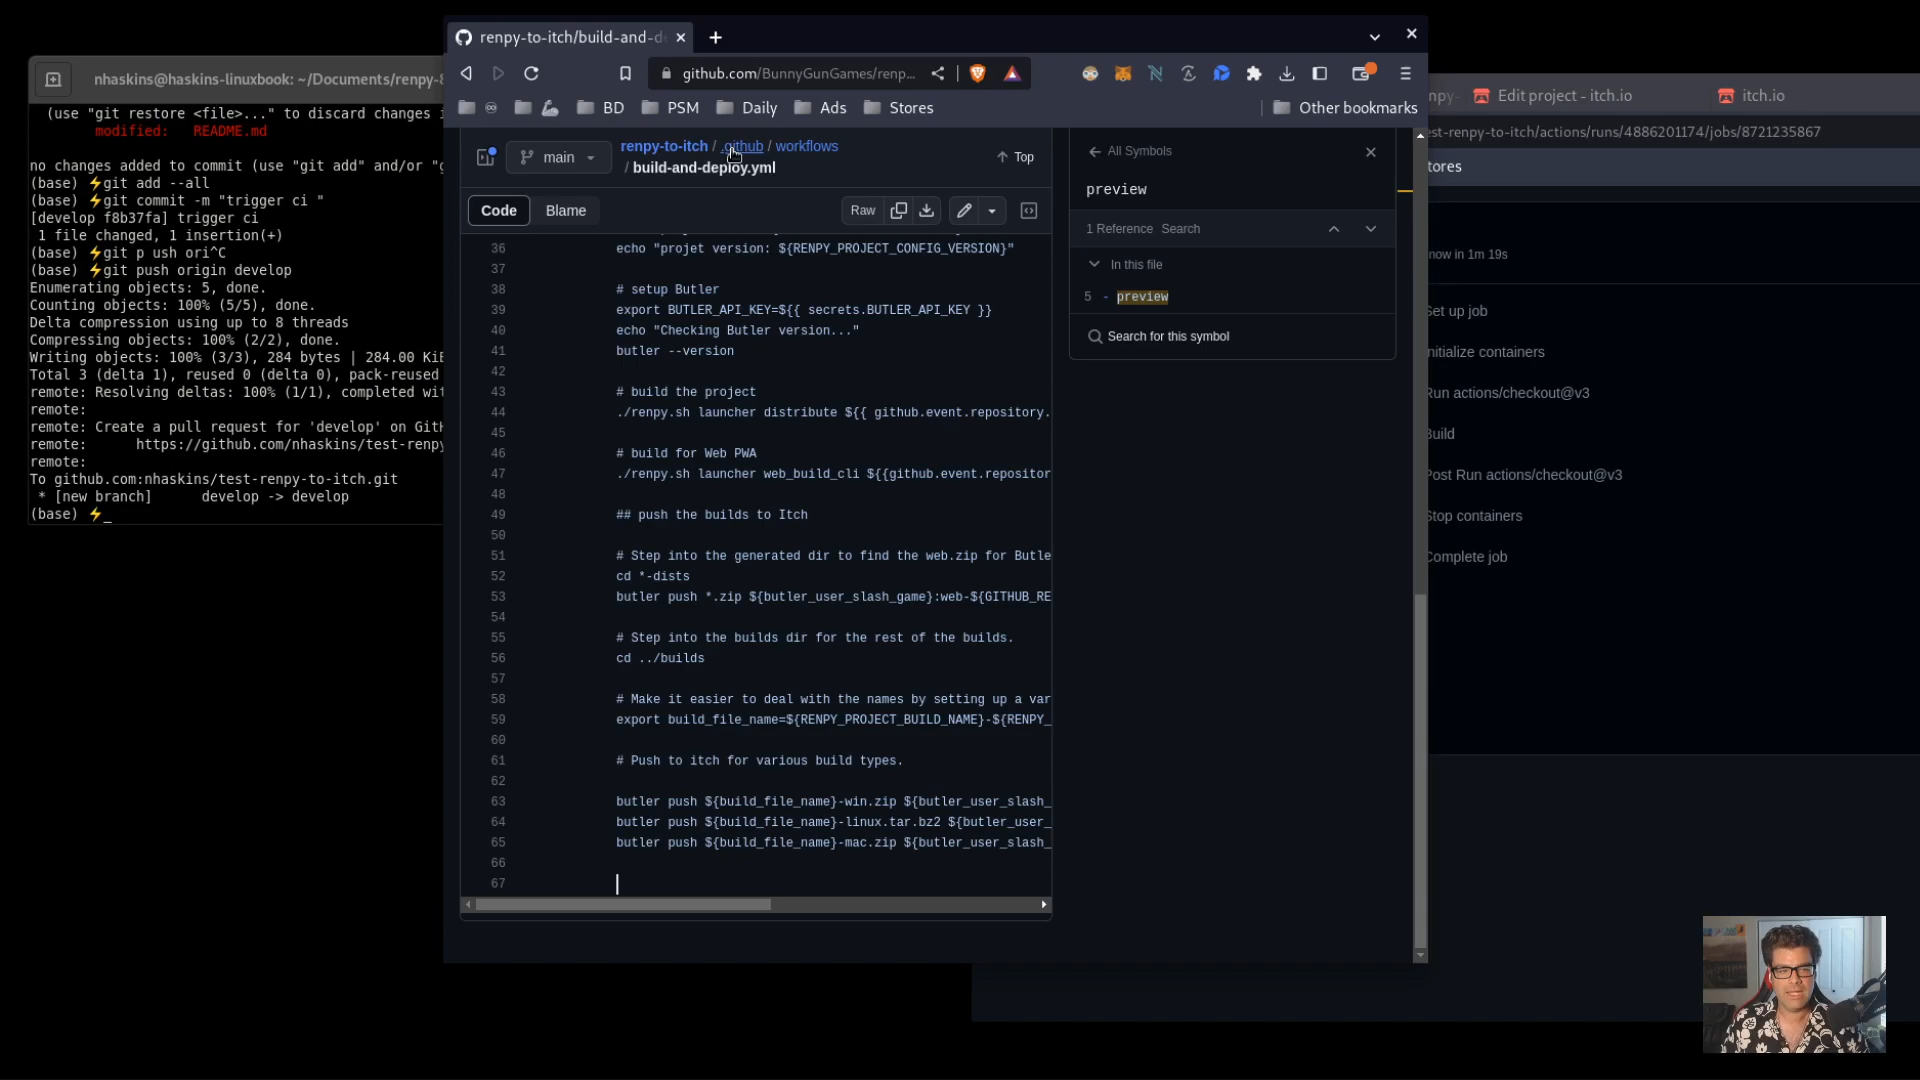 nhaskins@haskins-linuxbook: ~/Documents/renpy-8
(use "git restore <file>..." to discard changes i
modified: README.md
no changes added to commit (use "git add" and/or "g
(base) ⚡git add --all
(base) ⚡git commit -m "trigger ci "
[develop f8b37fa] trigger ci
1 file changed, 1 insertion(+)
(base) ⚡git p ush ori^C
(base) ⚡git push origin develop
Enumerating objects: 5, done.
Counting objects: 100% (5/5), done.
Delta compression using up to 8 threads
Compressing objects: 100% (2/2), done.
Writing objects: 100% (3/3), 284 bytes | 284.00 KiB
Total 3 (delta 1), reused 0 (delta 0), pack-reused
remote: Resolving deltas: 100% (1/1), completed wit
remote:
remote: Create a pull request for 'develop' on GitH
remote: https://github.com/nhaskins/test-renpy
remote:
To github.com:nhaskins/test-renpy-to-itch.git
* [new branch] develop -> develop
(base) ⚡_
renpy-to-itch/build-and-de
github.com/BunnyGunGames/renp...
BD PSM Daily Ads Stores Other bookmarks
main
renpy-to-itch / .github / workflows
/ build-and-deploy.yml
Top
Code Blame Raw
36 echo "projet version: ${RENPY_PROJECT_CONFIG_VERSION}"
37
38 # setup Butler
39 export BUTLER_API_KEY=${{ secrets.BUTLER_API_KEY }}
40 echo "Checking Butler version..."
41 butler --version
42
43 # build the project
44 ./renpy.sh launcher distribute ${{ github.event.repository.
45
46 # build for Web PWA
47 ./renpy.sh launcher web_build_cli ${{github.event.repositor
48
49 ## push the builds to Itch
50
51 # Step into the generated dir to find the web.zip for Butle
52 cd *-dists
53 butler push *.zip ${butler_user_slash_game}:web-${GITHUB_RE
54
55 # Step into the builds dir for the rest of the builds.
56 cd ../builds
57
58 # Make it easier to deal with the names by setting up a var
59 export build_file_name=${RENPY_PROJECT_BUILD_NAME}-${RENPY_
60
61 # Push to itch for various build types.
62
63 butler push ${build_file_name}-win.zip ${butler_user_slash_
64 butler push ${build_file_name}-linux.tar.bz2 ${butler_user_
65 butler push ${build_file_name}-mac.zip ${butler_user_slash_
66
67
All Symbols
preview
1 Reference Search
In this file
5 - preview
Search for this symbol
npy- Edit project - itch.io itch.io
est-renpy-to-itch/actions/runs/4886201174/jobs/8721235867
tores
now in 1m 19s
Set up job
Initialize containers
Run actions/checkout@v3
Build
Post Run actions/checkout@v3
Stop containers
Complete job